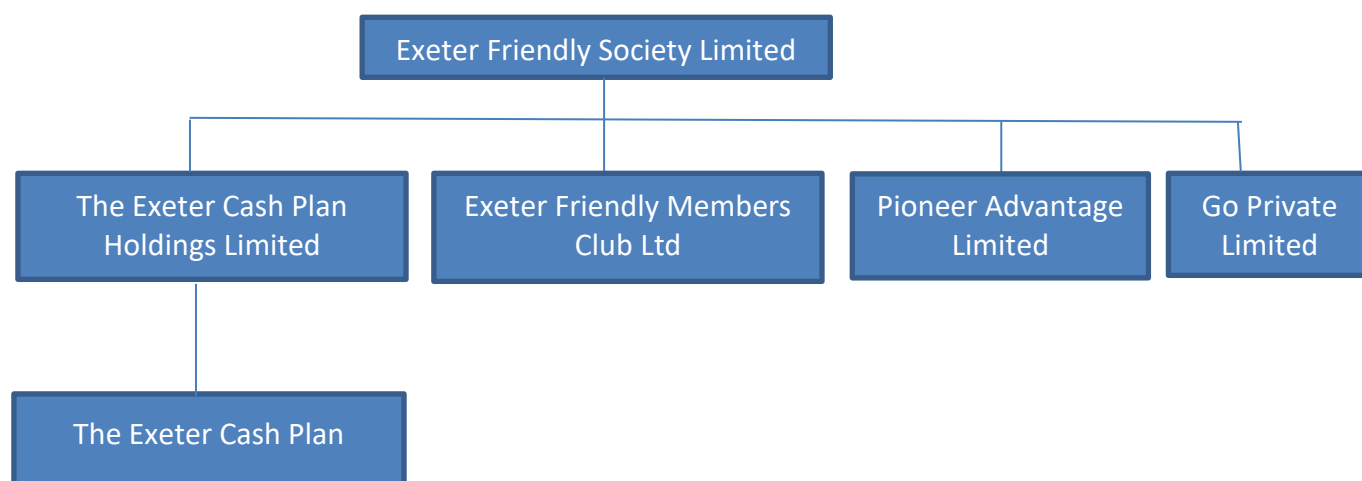 Exeter Friendly Society Limited
The Exeter Cash Plan
Holdings Limited
Exeter Friendly Members
Club Ltd
Pioneer Advantage
Limited
Go Private
Limited
The Exeter Cash Plan